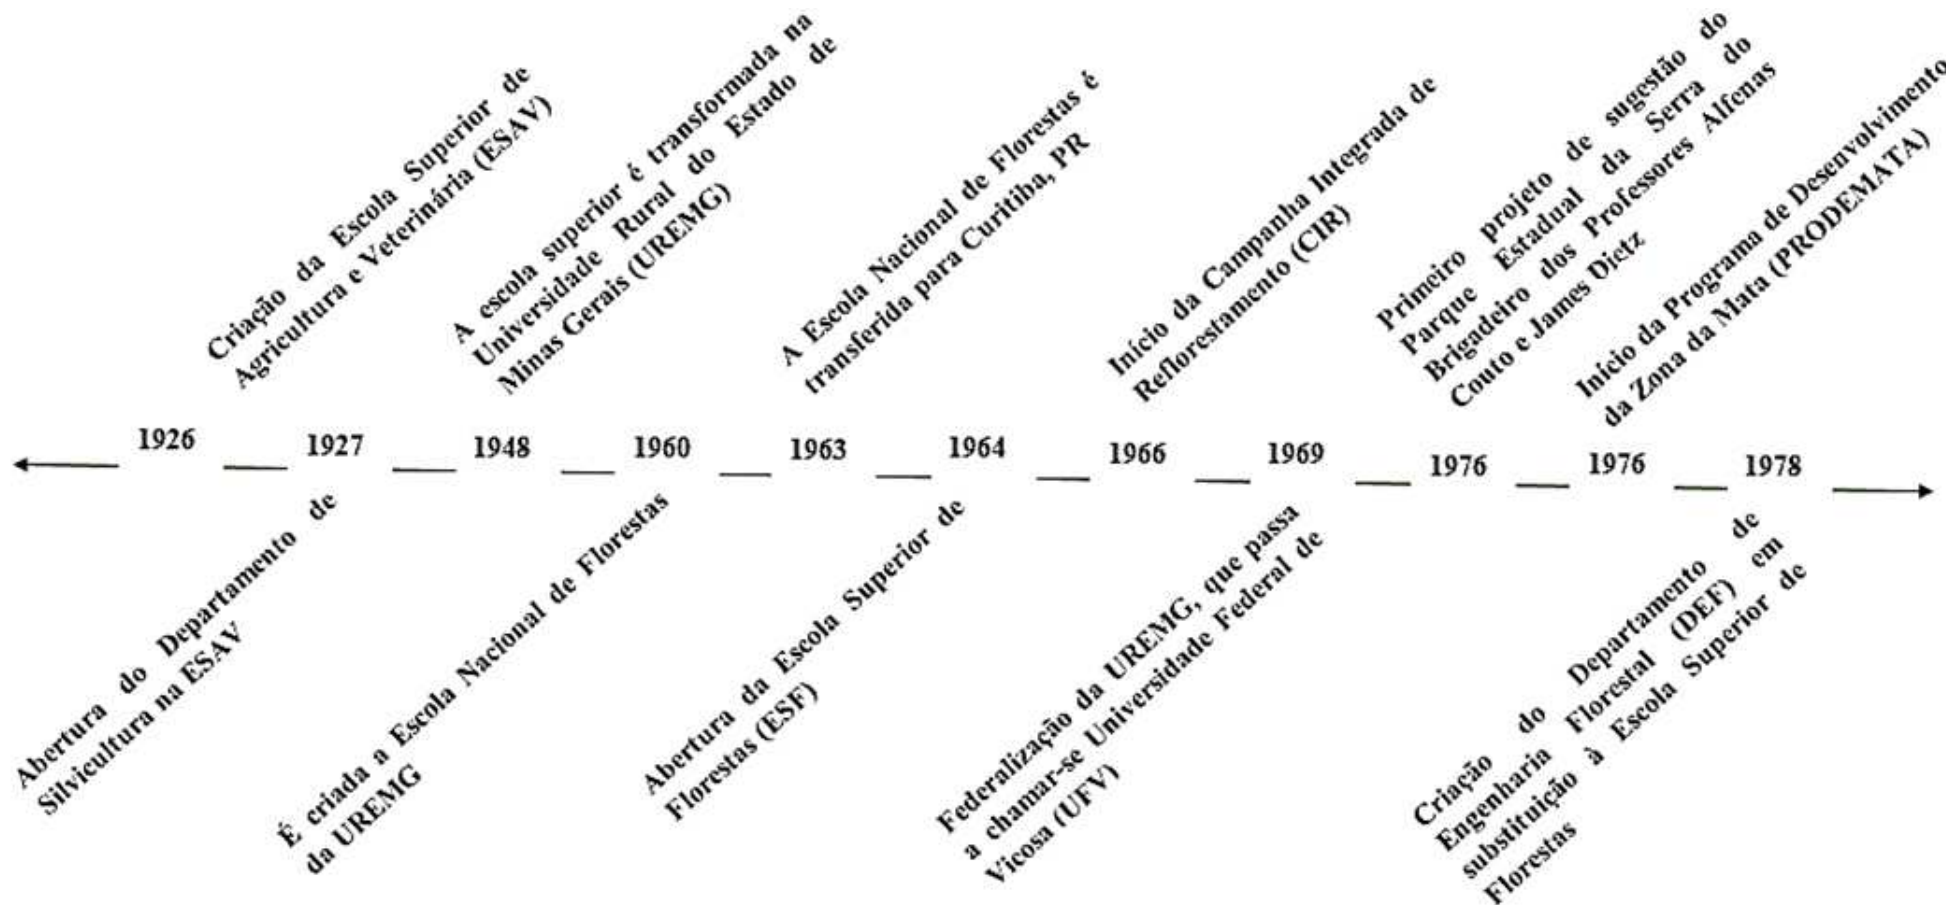 Criação da Escola Superior de
Agricultura e Veterinária (ESAV)
A escola superior é transformada na
Universidade Rural do Estado de
Minas Gerais (UREMG)
A Escola Nacional de Florestas é
transferida para Curitiba, PR
Início da Campanha Integrada de
Reflorestamento (CIR)
Primeiro projeto de sugestão do
Parque Estadual da Serra do
Brigadeiro dos Professores Alfenas
Couto e James Dietz
Início da Programa de Desenvolvimento
da Zona da Mata (PRODEMATA)
1926 1927 1948 1960 1963 1964 1966 1969 1976 1976 1978
Abertura do Departamento de
Silvicultura na ESAV
É criada a Escola Nacional de Florestas
da UREMG
Abertura da Escola Superior de
Florestas (ESF)
Federalização da UREMG, que passa
a chamar-se Universidade Federal de
Vicosa (UFV)
Criação do Departamento de
Engenharia Florestal (DEF) em
substituição à Escola Superior de
Florestas